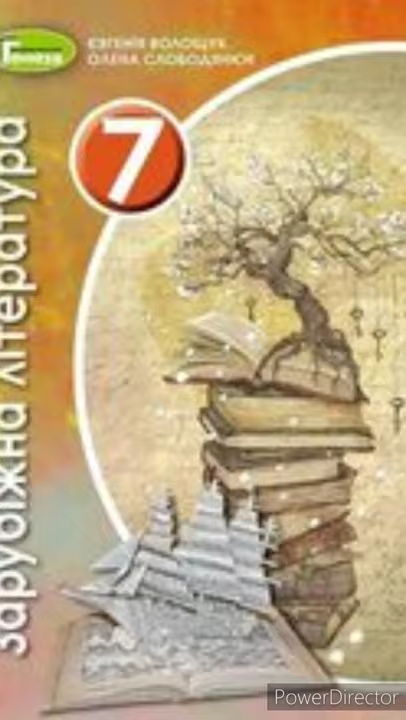 Генеза
ЄВГЕНІЯ ВОЛОЩУК
ОЛЕНА СЛОБОДЯНЮК
7
зарубіжна література
PowerDirector